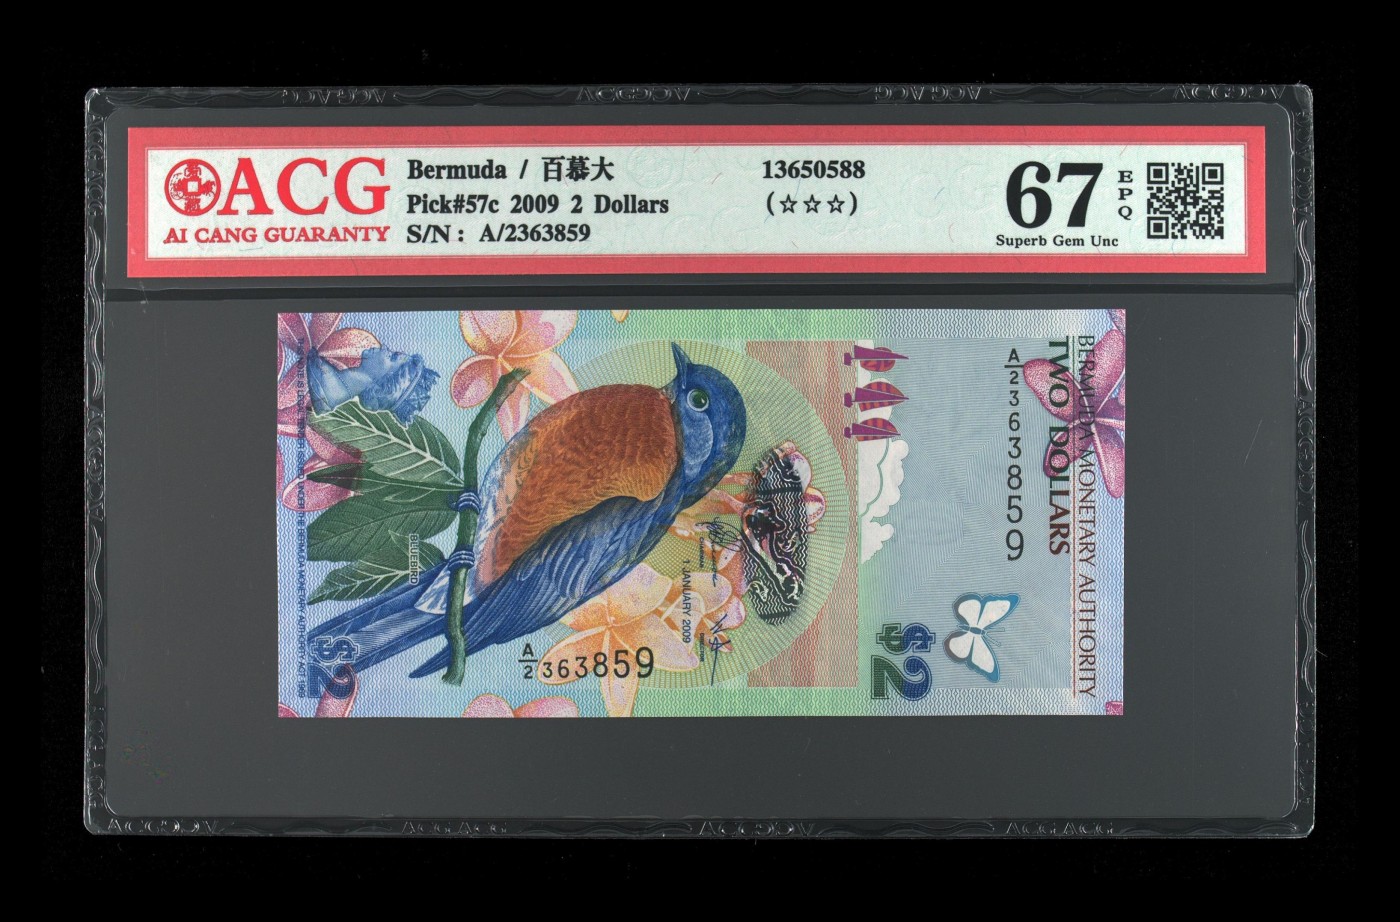 ACG
AI CANG GUARANTY
Bermuda / 百慕大
Pick#57c 2009 2 Dollars
S/N: A/2363859
13650588
(☆☆☆)
67
EPQ
Superb Gem Unc
BERMUDA MONETARY AUTHORITY
TWO DOLLARS
A/2 363859
$2
1 JANUARY 2009
BLUEBIRD
A/2 363859
$2